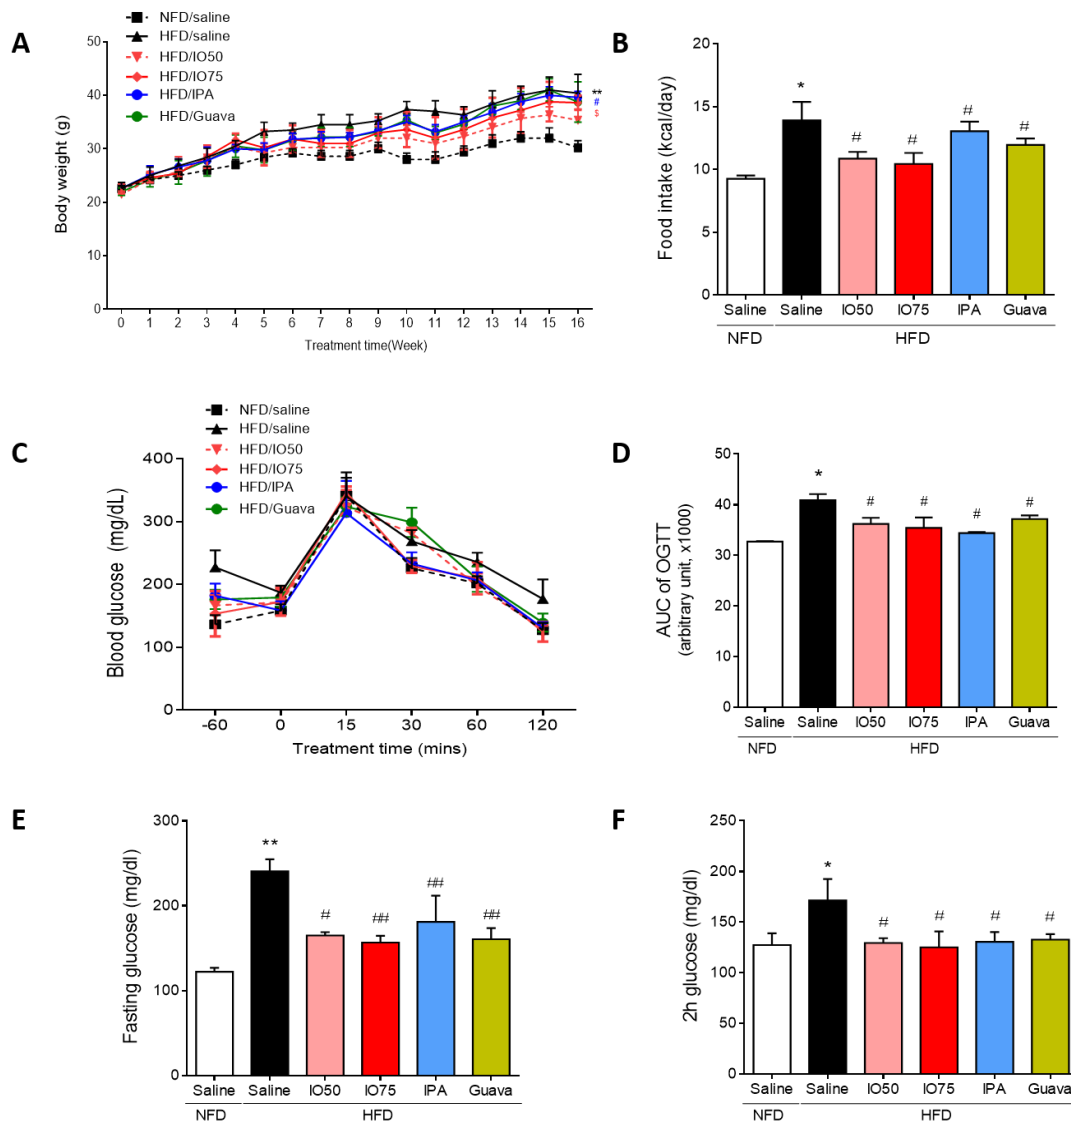 A
NFD/saline
HFD/saline
HFD/IO50
HFD/IO75
HFD/IPA
HFD/Guava
Body weight (g)
50
40
30
20
10
0
**
#
$
0 1 2 3 4 5 6 7 8 9 10 11 12 13 14 15 16
Treatment time(Week)
B
Food intake (kcal/day)
20
15
10
5
0
* # # # #
Saline Saline IO50 IO75 IPA Guava
NFD HFD
C
NFD/saline
HFD/saline
HFD/IO50
HFD/IO75
HFD/IPA
HFD/Guava
Blood glucose (mg/dL)
400
300
200
100
0
-60 0 15 30 60 120
Treatment time (mins)
D
AUC of OGTT
(arbitrary unit, x1000)
50
40
30
20
10
0
* # # # #
Saline Saline IO50 IO75 IPA Guava
NFD HFD
E
Fasting glucose (mg/dl)
300
200
100
0
** # ## ## ##
Saline Saline IO50 IO75 IPA Guava
NFD HFD
F
2h glucose (mg/dl)
250
200
150
100
50
0
* # # # #
Saline Saline IO50 IO75 IPA Guava
NFD HFD